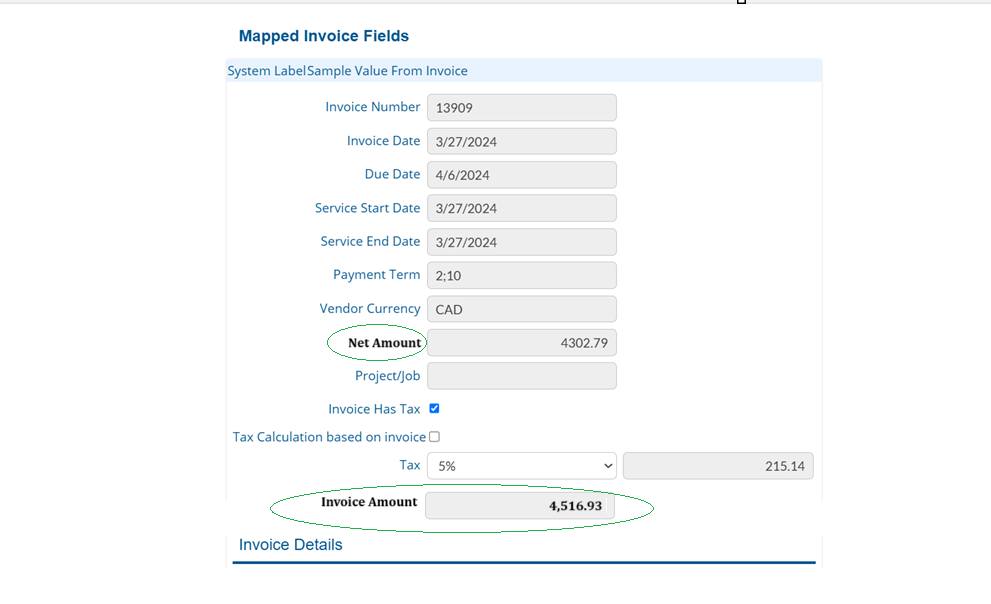 Mapped Invoice Fields
System Label Sample Value From Invoice
Invoice Number 13909
Invoice Date 3/27/2024
Due Date 4/6/2024
Service Start Date 3/27/2024
Service End Date 3/27/2024
Payment Term 2;10
Vendor Currency CAD
Net Amount 4302.79
Project/Job
Invoice Has Tax
Tax Calculation based on invoice
Tax 5% 215.14
Invoice Amount 4,516.93
Invoice Details